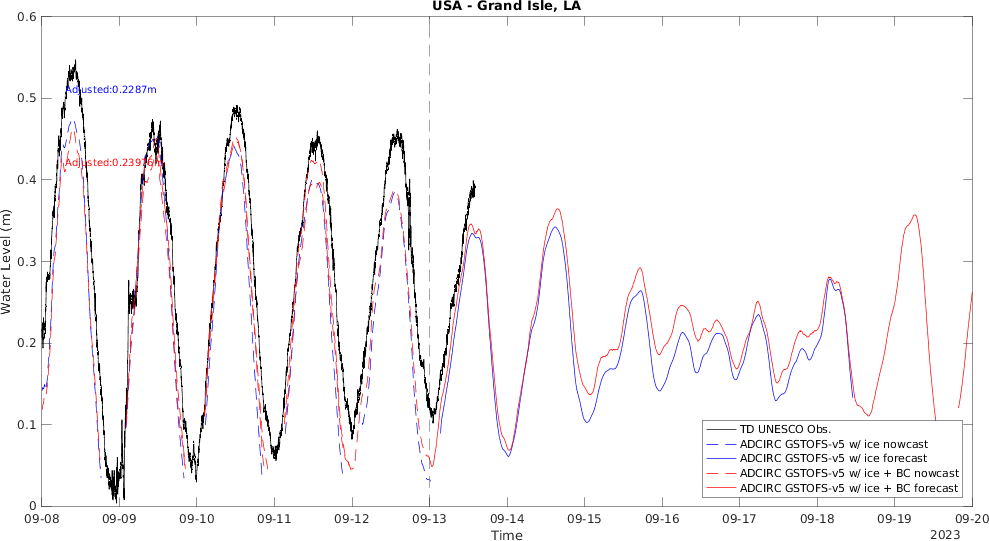 USA - Grand Isle, LA
0.6
0.5
0.4
0.3
0.2
0.1
0
Water Level (m)
Adjusted:0.2287m
09-08
09-09
09-10
09-11
09-12
09-13
09-14
09-15
09-16
09-17
09-18
09-19
09-20
Time
2023
TD UNESCO Obs.
ADCIRC GSTOFS-v5 w/ ice nowcast
ADCIRC GSTOFS-v5 w/ ice forecast
ADCIRC GSTOFS-v5 w/ ice + BC nowcast
ADCIRC GSTOFS-v5 w/ ice + BC forecast